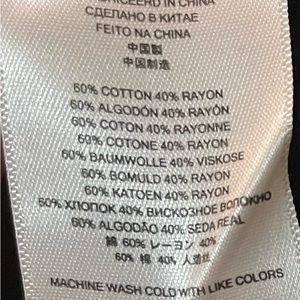 IN CHINA
СДЕЛАНО В КИТАЕ
FEITO NA CHINA
中国製
中国制造
60% COTTON 40% RAYON
60% ALGODÓN 40% RAYON
60% COTON 40% RAYONNE
60% COTONE 40% RAYON
60% BAUMWOLLE 40% VISKOSE
60% BOMULD 40% RAYON
60% KATOEN 40% RAYON
60% ХЛОПОК 40% ВИСКОЗНОЕ ВОЛОКНО
60% ALGODÃO 40% SEDA REAL
綿 60% レーヨン 40%
60% 棉 40% 人造丝
MACHINE WASH COLD WITH LIKE COLORS